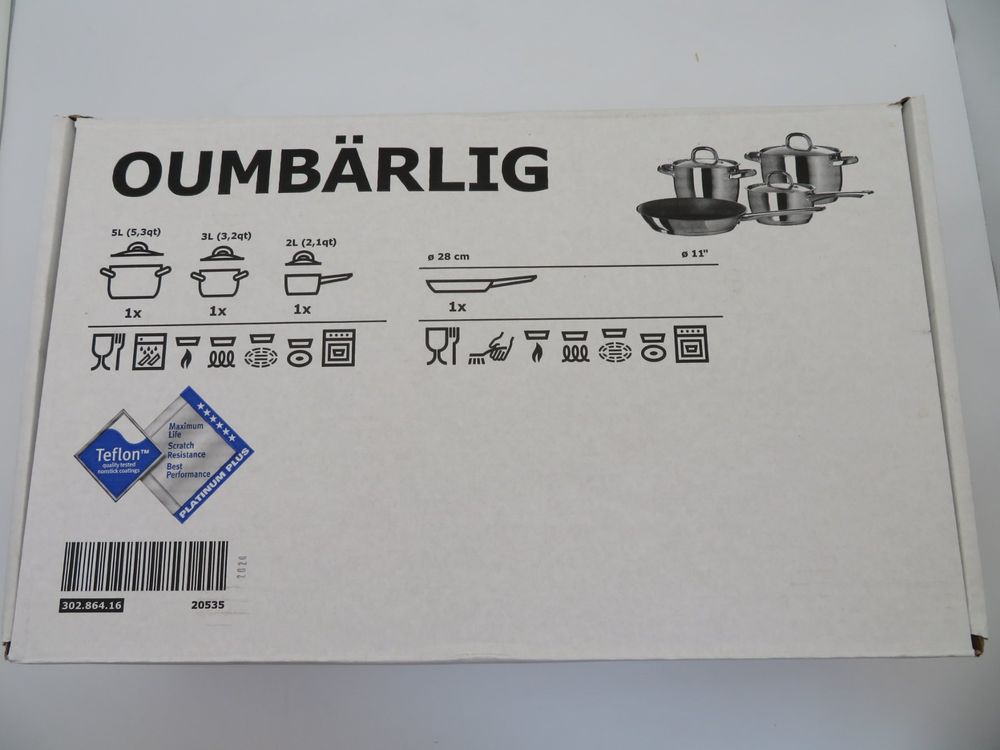 OUMBÄRLIG
5L (5,3qt)
3L (3,2qt)
2L (2,1qt)
ø 28 cm
ø 11"
1x
1x
1x
1x
Teflon™
quality tested
nonstick coatings
Maximum
Life
Scratch
Resistance
Best
Performance
PLATINUM PLUS
2020
302.864.16
20535